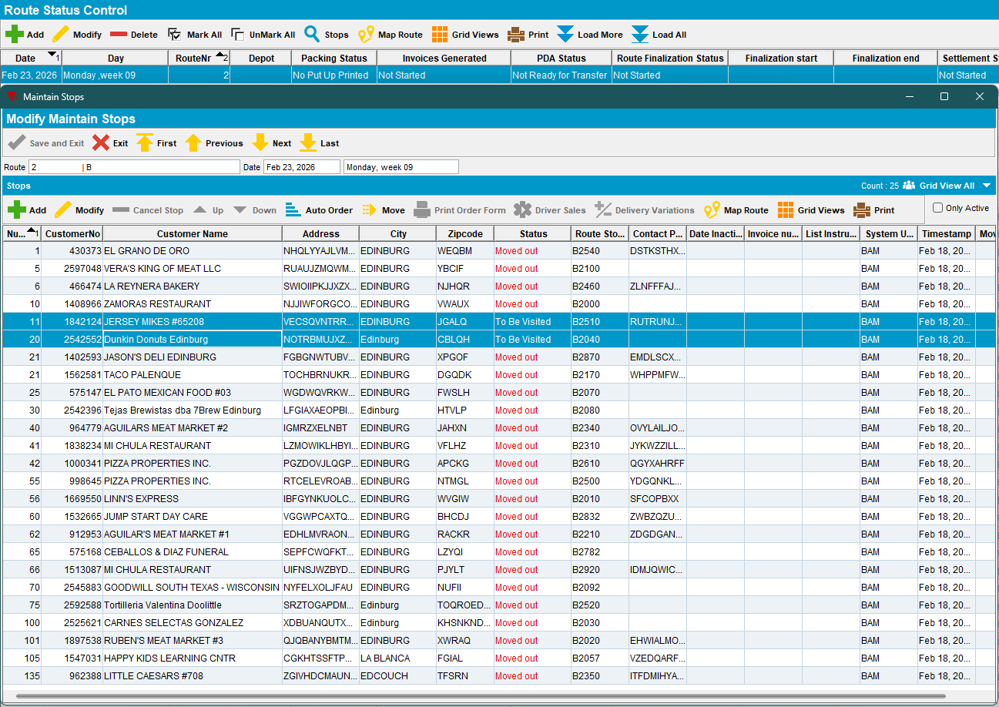 Route Status Control
Add Modify Delete Mark All UnMark All Stops Map Route Grid Views Print Load More Load All
Date 1 Day RouteNr 2 Depot Packing Status Invoices Generated PDA Status Route Finalization Status Finalization start Finalization end Settlement S
Feb 23, 2026 Monday ,week 09 2 No Put Up Printed Not Started Not Ready for Transfer Not Started Not Started
Maintain Stops
Modify Maintain Stops
Save and Exit Exit First Previous Next Last
Route 2 | B Date Feb 23, 2026 Monday, week 09
Stops Count : 25 Grid View All
Add Modify Cancel Stop Up Down Auto Order Move Print Order Form Driver Sales Delivery Variations Map Route Grid Views Print Only Active
Nu... 1 CustomerNo Customer Name Address City Zipcode Status Route Sto... Contact P... Date Inacti... Invoice nu... List Instru... System U... Timestamp Mov
1 430373 EL GRANO DE ORO NHQLYYAJLVM... EDINBURG WEQBM Moved out B2540 DSTKSTHX... BAM Feb 18, 20...
5 2597048 VERA'S KING OF MEAT LLC RUAUJZMQWM... EDINBURG YBCIF Moved out B2100 BAM Feb 18, 20...
6 466474 LA REYNERA BAKERY SWIOIIPKJJXZX... EDINBURG NJHQR Moved out B2460 ZLNFFFAJ... BAM Feb 18, 20...
10 1408966 ZAMORAS RESTAURANT NJJIWFORGCO... EDINBURG VWAUX Moved out B2000 BAM Feb 18, 20...
11 1842124 JERSEY MIKES #65208 VECSQVNTRR... EDINBURG JGALQ To Be Visited B2510 RUTRUNJ... BAM Feb 18, 20...
20 2542552 Dunkin Donuts Edinburg NOTRBMUJXZ... Edinburg CBLQH To Be Visited B2040 BAM Feb 18, 20...
21 1402593 JASON'S DELI EDINBURG FGBGNWTUBV... EDINBURG XPGOF Moved out B2870 EMDLSCX... BAM Feb 18, 20...
21 1562581 TACO PALENQUE TOCHBRNUKR... EDINBURG DGQDK Moved out B2170 WHPPMFW... BAM Feb 18, 20...
25 575147 EL PATO MEXICAN FOOD #03 WGDWQVRKW... EDINBURG FWSLH Moved out B2070 BAM Feb 18, 20...
30 2542396 Tejas Brewistas dba 7Brew Edinburg LFGIAXAEOPBI... Edinburg HTVLP Moved out B2080 BAM Feb 18, 20...
40 964779 AGUILARS MEAT MARKET #2 IGMRZXELNBT EDINBURG JAHXN Moved out B2340 OVYLAILJO... BAM Feb 18, 20...
41 1838234 MI CHULA RESTAURANT LZMOWIKLHBYI... EDINBURG VFLHZ Moved out B2310 JYKWZZILL... BAM Feb 18, 20...
42 1000341 PIZZA PROPERTIES INC. PGZDOVJLQGP... EDINBURG APCKG Moved out B2610 QGYXAHRFF BAM Feb 18, 20...
55 998645 PIZZA PROPERTIES INC. RTCELEVROAB... EDINBURG NTMGL Moved out B2500 YDGQNKL... BAM Feb 18, 20...
56 1669550 LINN'S EXPRESS IBFGYNKUOLC... EDINBURG WVGIW Moved out B2010 SFCOPBXX BAM Feb 18, 20...
60 1532665 JUMP START DAY CARE VGGWPCAXTQ... EDINBURG BHCDJ Moved out B2832 ZWBZQZU... BAM Feb 18, 20...
62 912953 AGUILAR'S MEAT MARKET #1 EDHLMVRAON... EDINBURG RACKR Moved out B2210 ZDGDGAN... BAM Feb 18, 20...
65 575168 CEBALLOS & DIAZ FUNERAL SEPFCWQFKT... EDINBURG LZYQI Moved out B2782 BAM Feb 18, 20...
66 1513087 MI CHULA RESTAURANT UIFNSJWZBYD... EDINBURG PJYLT Moved out B2920 IDMJQWIC... BAM Feb 18, 20...
70 2545883 GOODWILL SOUTH TEXAS - WISCONSIN NYFELXOLJFAU EDINBURG NUFII Moved out B2092 BAM Feb 18, 20...
75 2592588 Tortilleria Valentina Doolittle SRZTOGAPDM... Edinburg TOQROED... Moved out B2520 BAM Feb 18, 20...
100 2525621 CARNES SELECTAS GONZALEZ XDBUANQUTX... Edinburg KHSNKND... Moved out B2030 BAM Feb 18, 20...
101 1897538 RUBEN'S MEAT MARKET #3 QJQBANYBMTM... EDINBURG XWRAQ Moved out B2020 EHWIALMO... BAM Feb 18, 20...
105 1547031 HAPPY KIDS LEARNING CNTR CGKHTSSFTP... LA BLANCA FGIAL Moved out B2057 VZEDQARF... BAM Feb 18, 20...
135 962388 LITTLE CAESARS #708 ZGIVHDCMAUN... EDCOUCH TFSRN Moved out B2350 ITFDMIHYA... BAM Feb 18, 20...